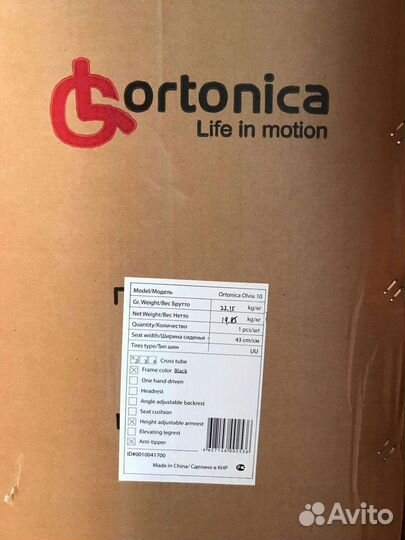 ortonica
Life in motion
Model/Модель Ortonica Olvia 10
Gr. Weight/Вес Брутто 22,15 kg/кг
Net Weight/Вес Нетто 19,85 kg/кг
Quantity/Количество 1 pcs/шт
Seat width/Ширина сиденья 43 cm/см
Tires type/Тип шин UU
Cross tube
Frame color Black
One hand driven
Headrest
Angle adjustable backrest
Seat cushion
Height adjustable armrest
Elevating legrest
Anti-tipper
ID#0010041700
Made in China/ Сделано в КНР
Avito